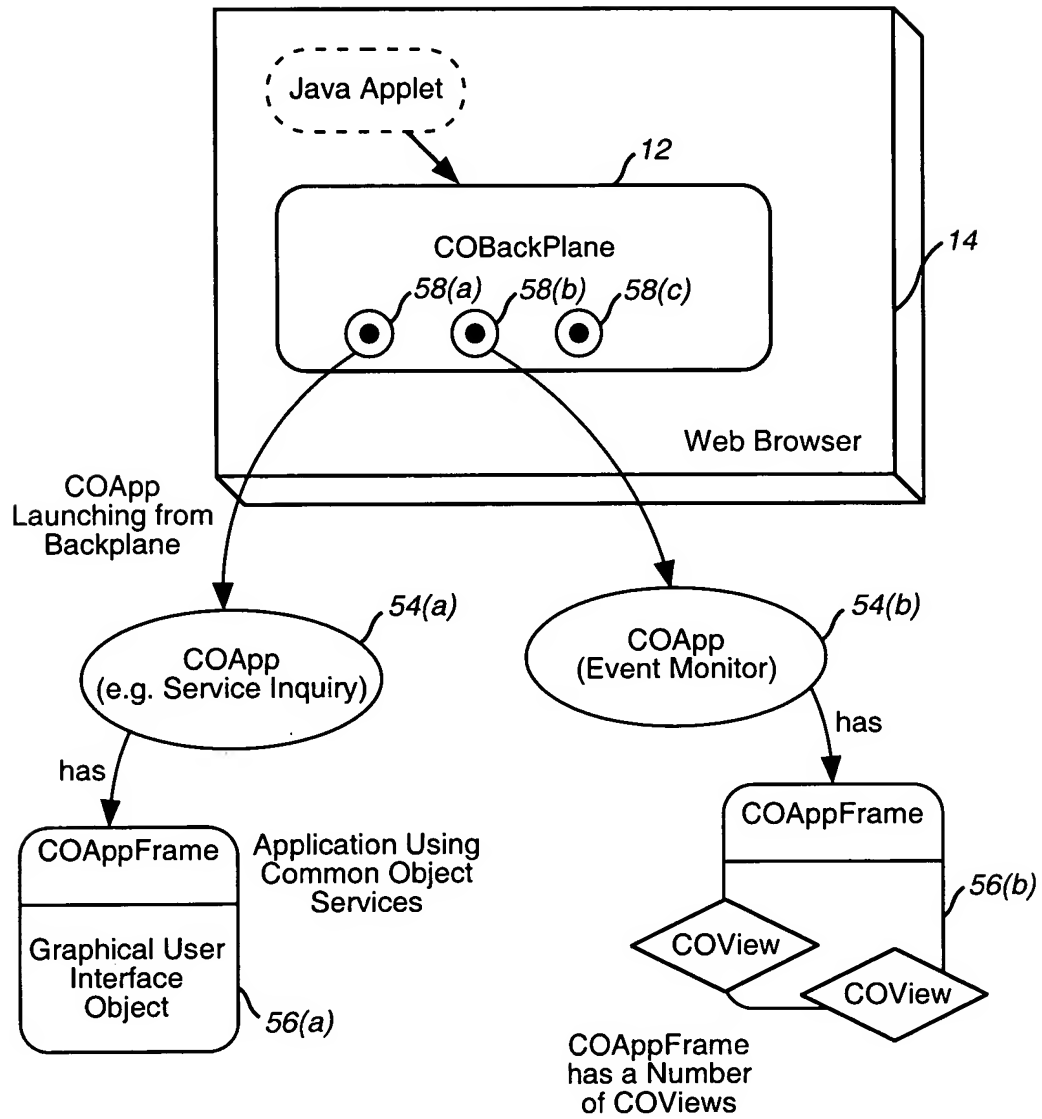 Java Applet
12
COBackPlane
14
58(a)
58(b)
58(c)
Web Browser
COApp
Launching from
Backplane
54(a)
COApp
(e.g. Service Inquiry)
54(b)
COApp
(Event Monitor)
has
has
COAppFrame
Graphical User
Interface
Object
56(a)
Application Using
Common Object
Services
COAppFrame
56(b)
COView
COView
COAppFrame
has a Number
of COViews